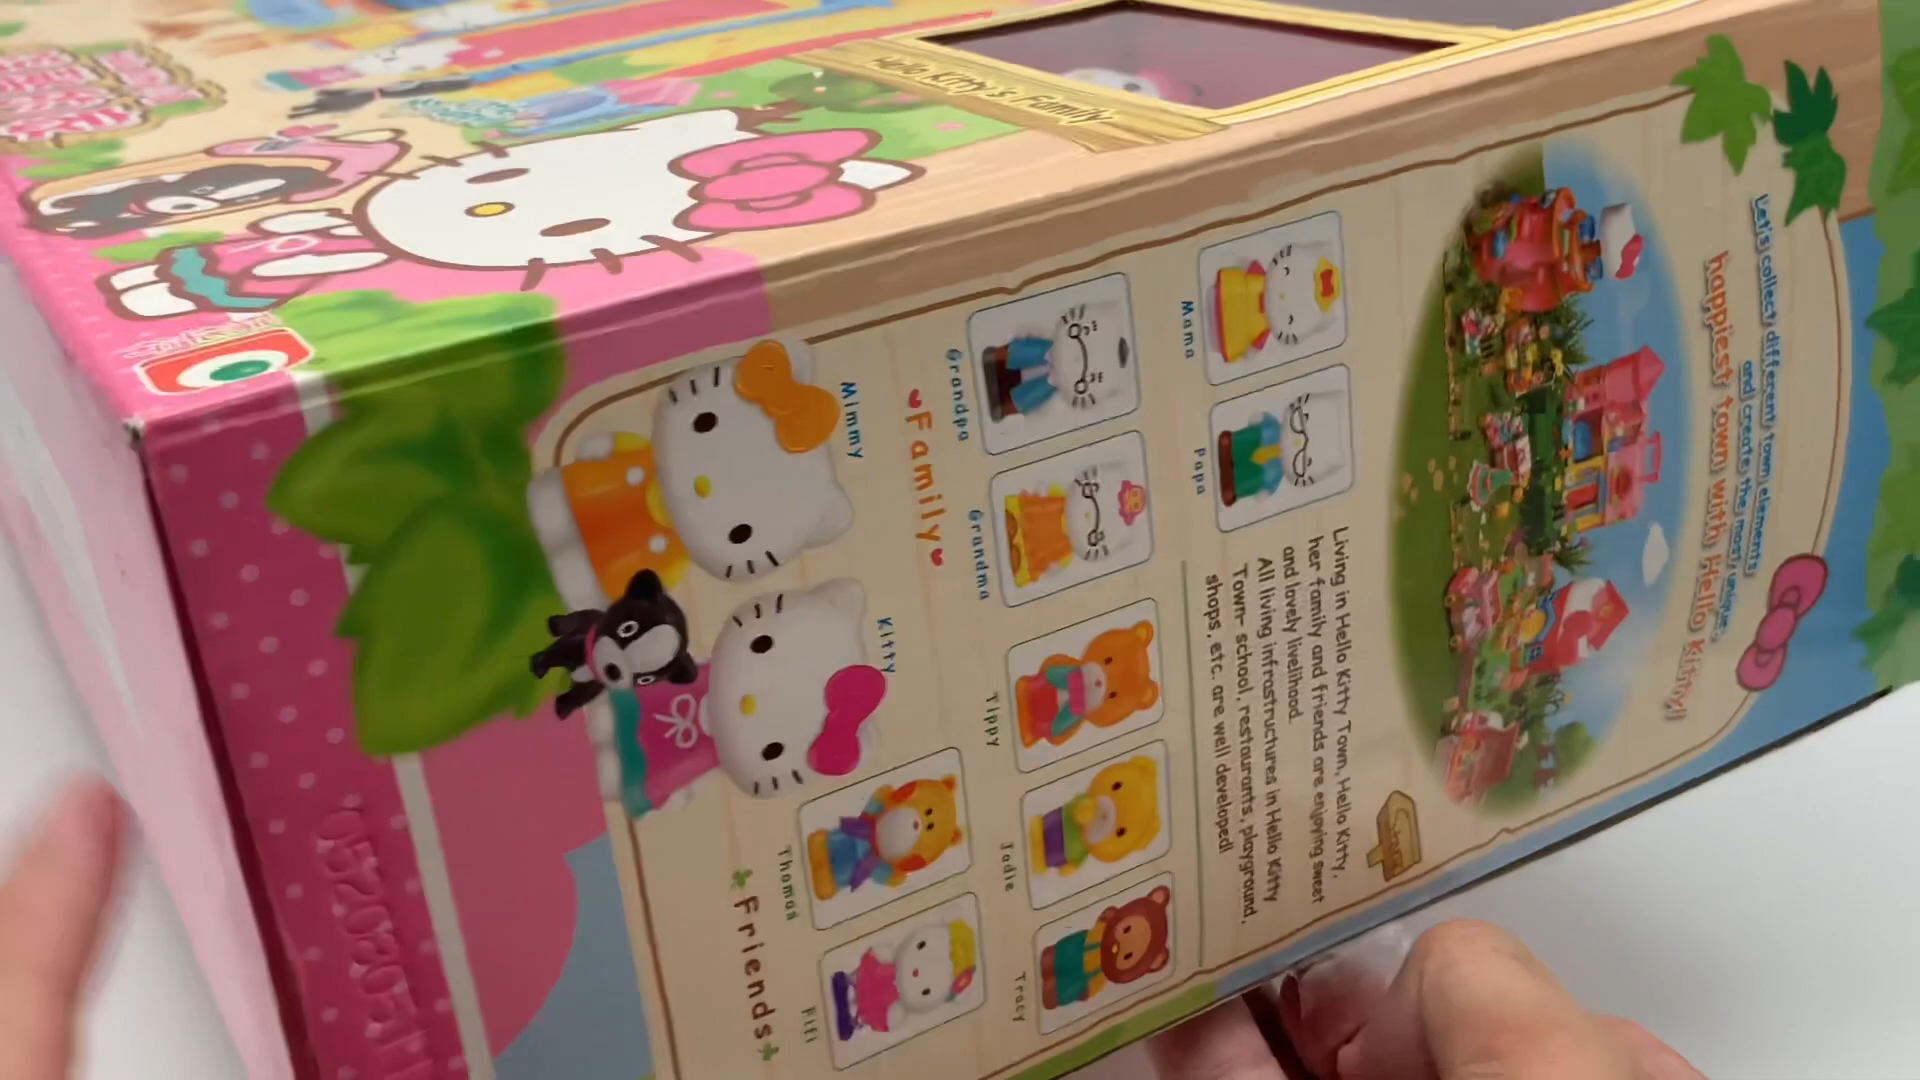 Hello Kitty's Family
Let's collect different town elements
and create the most unique,
happiest town with Hello Kitty!
Story
Living in Hello Kitty Town, Hello Kitty,
her family and friends are enjoying sweet
and lovely livelihood.
All living infrastructures in Hello Kitty
Town- school, restaurants, playground,
shops, etc. are well developed!
Mama
Papa
Grandpa
Grandma
Family
Mimmy
Kitty
Tippy
Jodie
Tracy
Thomas
Fifi
Friends